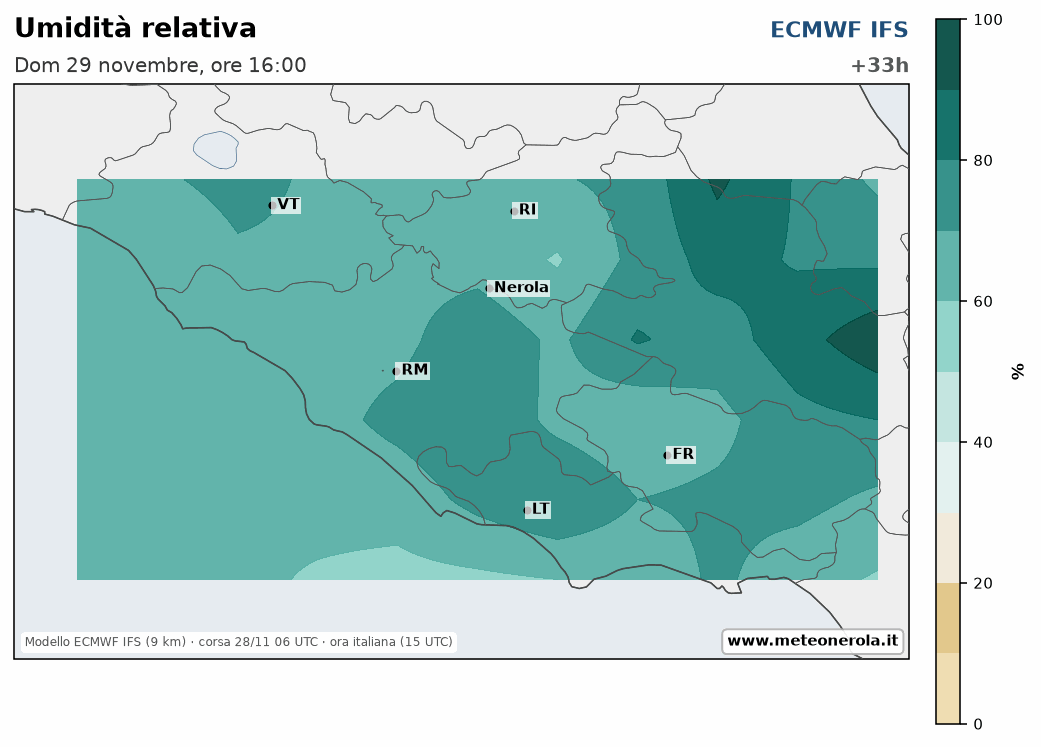 Umidità relativa
ECMWF IFS
Dom 29 novembre, ore 16:00
+33h
VT
RI
Nerola
RM
FR
LT
Modello ECMWF IFS (9 km) · corsa 28/11 06 UTC · ora italiana (15 UTC)
www.meteonerola.it
100
80
60
40
20
0
%